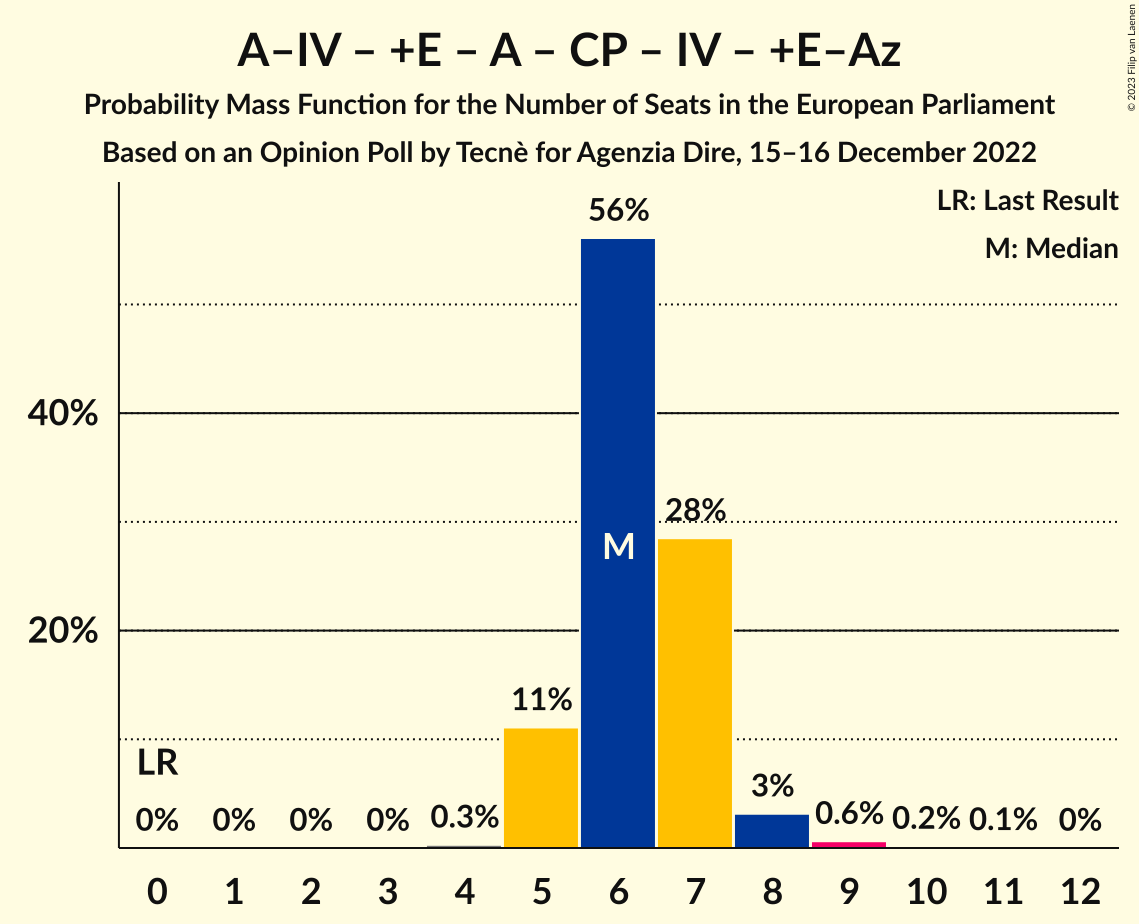 A–IV – +E – A – CP – IV – +E–Az
Probability Mass Function for the Number of Seats in the European Parliament
Based on an Opinion Poll by Tecnè for Agenzia Dire, 15–16 December 2022
© 2023 Filip van Laenen
LR: Last Result
M: Median
56%
40%
28%
M
20%
11%
LR
3%
0% 0% 0% 0% 0.3% 0.6% 0.2% 0.1% 0%
0 1 2 3 4 5 6 7 8 9 10 11 12